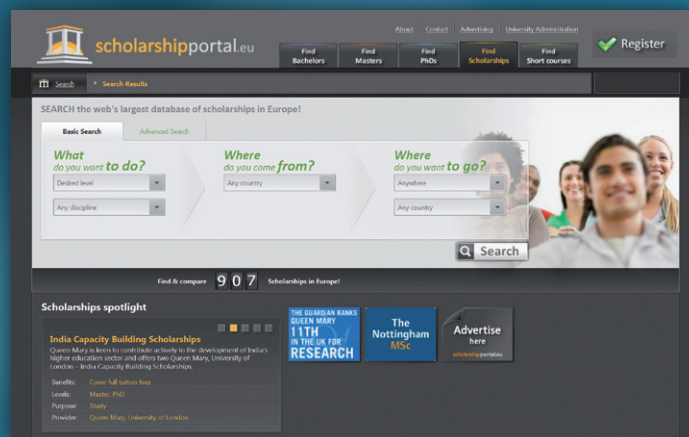 scholarshipportal.eu
About
Contact
Advertising
University Administration
Find Bachelors
Find Masters
Find PhDs
Find Scholarships
Find Short courses
Register
Search
Search Results
SEARCH the web's largest database of scholarships in Europe!
Basic Search
Advanced Search
What
do you want to do?
Desired level
Any discipline
Where
do you come from?
Any country
Where
do you want to go?
Anywhere
Any country
Search
Find & compare 907 Scholarships in Europe!
Scholarships spotlight
India Capacity Building Scholarships
Queen Mary is keen to contribute actively to the development of India's
higher education sector and offers two Queen Mary, University of
London – India Capacity Building Scholarships.
Benefits: Cover full tuition fees
Levels: Master, PhD
Purpose: Study
Provider: Queen Mary, University of London
THE GUARDIAN RANKS
QUEEN MARY
11TH
IN THE UK FOR
RESEARCH
The
Nottingham
MSc
Advertise
here
scholarshipportal.eu